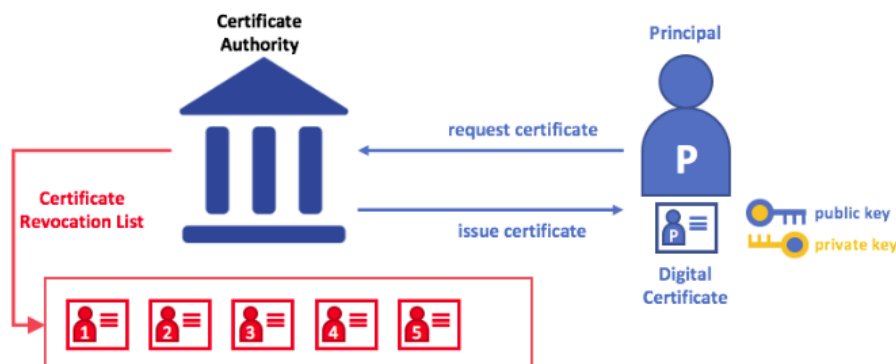 Certificate
Authority
Principal
request certificate
P
Certificate
Revocation List
issue certificate
P
public key
private key
Digital
Certificate
1 2 3 4 5